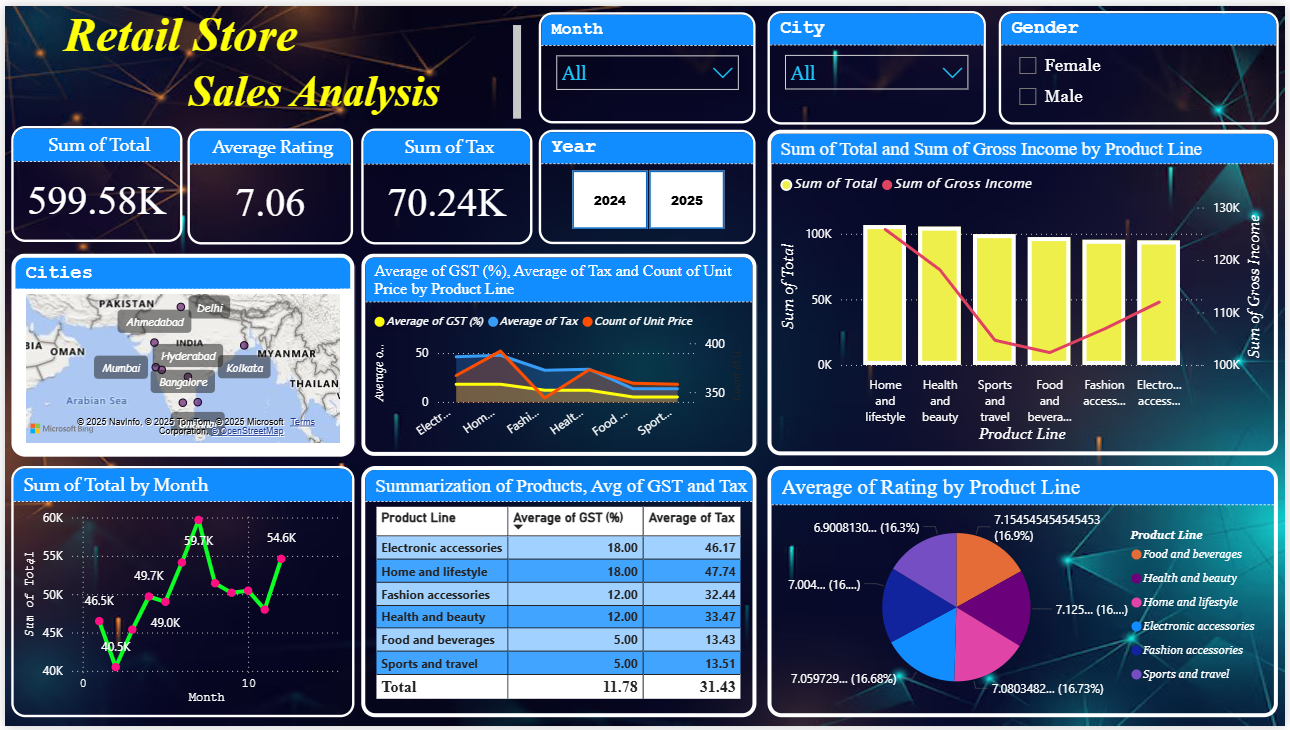 Retail Store
Sales Analysis
Month
All
City
All
Gender
Female
Male
Sum of Total
599.58K
Average Rating
7.06
Sum of Tax
70.24K
Year
2024
2025
Sum of Total and Sum of Gross Income by Product Line
Sum of Total
Sum of Gross Income
Sum of Total
100K
50K
0K
130K
120K
110K
100K
Sum of Gross Income
Home and lifestyle
Health and beauty
Sports and travel
Food and bevera...
Fashion access...
Electro... access...
Product Line
Cities
PAKISTAN
Delhi
Ahmedabad
OMAN
INDIA
Hyderabad
MYANMAR
Mumbai
Kolkata
Bangalore
THAILAN
Arabian Sea
© 2025 NavInfo, © 2025 TomTom, © 2025 Microsoft
Corporation, © OpenStreetMap
Terms
Microsoft Bing
Average of GST (%), Average of Tax and Count of Unit
Price by Product Line
Average of GST (%)
Average of Tax
Count of Unit Price
Average o...
50
0
400
350
Electr...
Hom...
Fashi...
Healt...
Food ...
Sport...
Sum of Total by Month
Sum of Total
60K
55K
50K
45K
40K
46.5K
40.5K
49.7K
49.0K
59.7K
54.6K
0
10
Month
Summarization of Products, Avg of GST and Tax
Product Line Average of GST (%) Average of Tax
Electronic accessories 18.00 46.17
Home and lifestyle 18.00 47.74
Fashion accessories 12.00 32.44
Health and beauty 12.00 33.47
Food and beverages 5.00 13.43
Sports and travel 5.00 13.51
Total 11.78 31.43
Average of Rating by Product Line
6.9008130... (16.3%)
7.154545454545453
(16.9%)
7.004... (16....)
7.125... (16....)
7.059729... (16.68%)
7.0803482... (16.73%)
Product Line
Food and beverages
Health and beauty
Home and lifestyle
Electronic accessories
Fashion accessories
Sports and travel